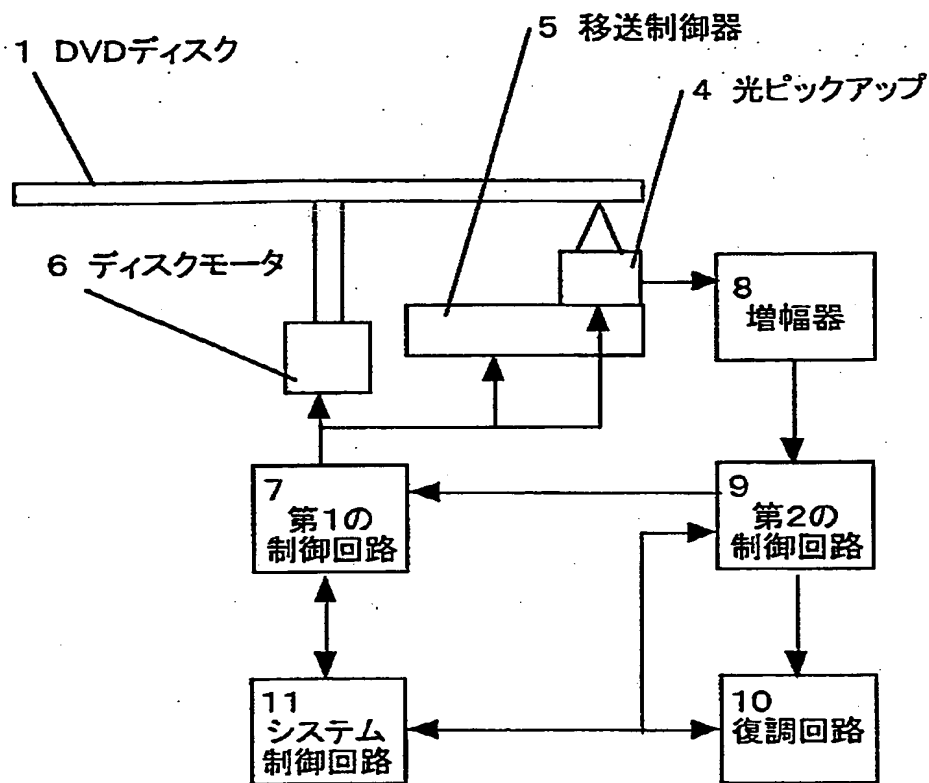 5 移送制御器
1 DVDディスク
4 光ピックアップ
6 ディスクモータ
8
増幅器
7
第1の
制御回路
9
第2の
制御回路
11
システム
制御回路
10
復調回路